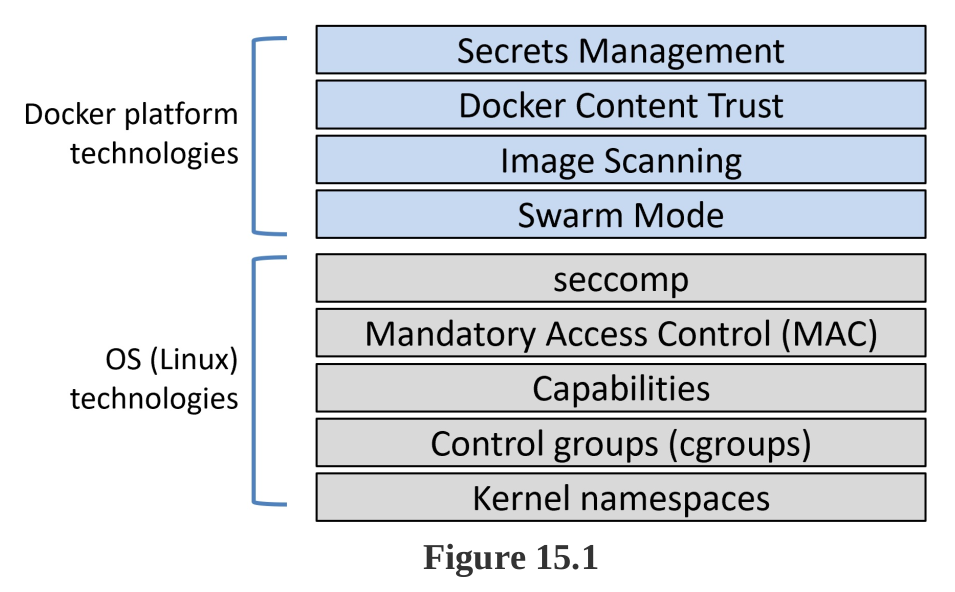 Docker platform
technologies
Secrets Management
Docker Content Trust
Image Scanning
Swarm Mode
OS (Linux)
technologies
seccomp
Mandatory Access Control (MAC)
Capabilities
Control groups (cgroups)
Kernel namespaces
Figure 15.1